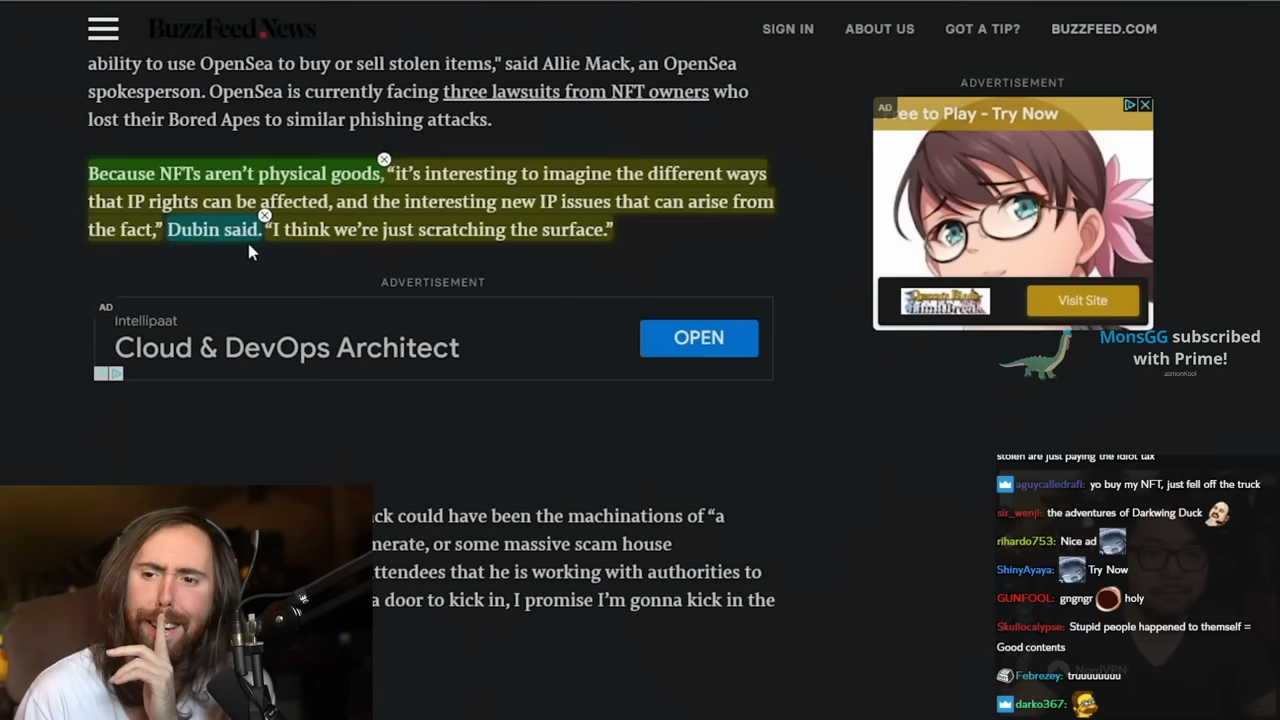 BuzzFeed News
SIGN IN
ABOUT US
GOT A TIP?
BUZZFEED.COM
ability to use OpenSea to buy or sell stolen items," said Allie Mack, an OpenSea
spokesperson. OpenSea is currently facing three lawsuits from NFT owners who
lost their Bored Apes to similar phishing attacks.
Because NFTs aren’t physical goods, “it’s interesting to imagine the different ways
that IP rights can be affected, and the interesting new IP issues that can arise from
the fact,” Dubin said. “I think we’re just scratching the surface.”
ADVERTISEMENT
AD
Intellipaat
Cloud & DevOps Architect
OPEN
ck could have been the machinations of “a
nerate, or some massive scam house
ttendees that he is working with authorities to
a door to kick in, I promise I’m gonna kick in the
ADVERTISEMENT
AD
ree to Play - Try Now
LimitBreak
Visit Site
MonsGG subscribed
with Prime!
asmonKool
stolen are just paying the idiot tax
aguycalledrafi: yo buy my NFT, just fell off the truck
sir_wenji: the adventures of Darkwing Duck
rihardo753: Nice ad
ShinyAyaya: Try Now
GUNFOOL: gngngr holy
Skullocalypse: Stupid people happened to themself =
Good contents
NordVPN
Febrezey: truuuuuuu
darko367: